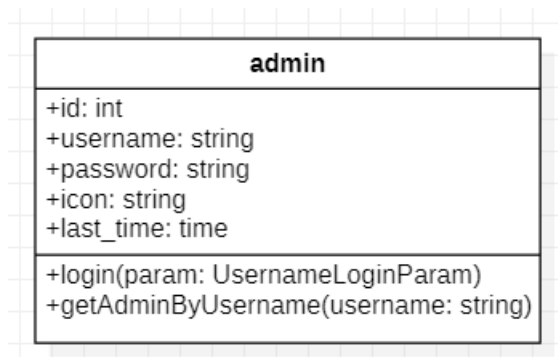 admin
+id: int
+username: string
+password: string
+icon: string
+last_time: time
+login(param: UsernameLoginParam)
+getAdminByUsername(username: string)